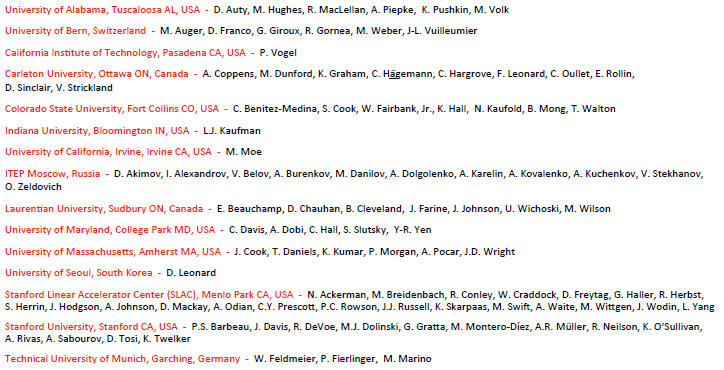 University of Alabama, Tuscaloosa AL, USA - D. Auty, M. Hughes, R. MacLellan, A. Piepke, K. Pushkin, M. Volk
University of Bern, Switzerland - M. Auger, D. Franco, G. Giroux, R. Gornea, M. Weber, J-L. Vuilleumier
California Institute of Technology, Pasadena CA, USA - P. Vogel
Carleton University, Ottawa ON, Canada - A. Coppens, M. Dunford, K. Graham, C. Hägemann, C. Hargrove, F. Leonard, C. Oullet, E. Rollin,
D. Sinclair, V. Strickland
Colorado State University, Fort Collins CO, USA - C. Benitez-Medina, S. Cook, W. Fairbank, Jr., K. Hall, N. Kaufold, B. Mong, T. Walton
Indiana University, Bloomington IN, USA - L.J. Kaufman
University of California, Irvine, Irvine CA, USA - M. Moe
ITEP Moscow, Russia - D. Akimov, I. Alexandrov, V. Belov, A. Burenkov, M. Danilov, A. Dolgolenko, A. Karelin, A. Kovalenko, A. Kuchenkov, V. Stekhanov,
O. Zeldovich
Laurentian University, Sudbury ON, Canada - E. Beauchamp, D. Chauhan, B. Cleveland, J. Farine, J. Johnson, U. Wichoski, M. Wilson
University of Maryland, College Park MD, USA - C. Davis, A. Dobi, C. Hall, S. Slutsky, Y-R. Yen
University of Massachusetts, Amherst MA, USA - J. Cook, T. Daniels, K. Kumar, P. Morgan, A. Pocar, J.D. Wright
University of Seoul, South Korea - D. Leonard
Stanford Linear Accelerator Center (SLAC), Menlo Park CA, USA - N. Ackerman, M. Breidenbach, R. Conley, W. Craddock, D. Freytag, G. Haller, R. Herbst,
S. Herrin, J. Hodgson, A. Johnson, D. Mackay, A. Odian, C.Y. Prescott, P.C. Rowson, J.J. Russell, K. Skarpaas, M. Swift, A. Waite, M. Wittgen, J. Wodin, L. Yang
Stanford University, Stanford CA, USA - P.S. Barbeau, J. Davis, R. DeVoe, M.J. Dolinski, G. Gratta, M. Montero-Díez, A.R. Müller, R. Neilson, K. O'Sullivan,
A. Rivas, A. Sabourov, D. Tosi, K. Twelker
Technical University of Munich, Garching, Germany - W. Feldmeier, P. Fierlinger, M. Marino